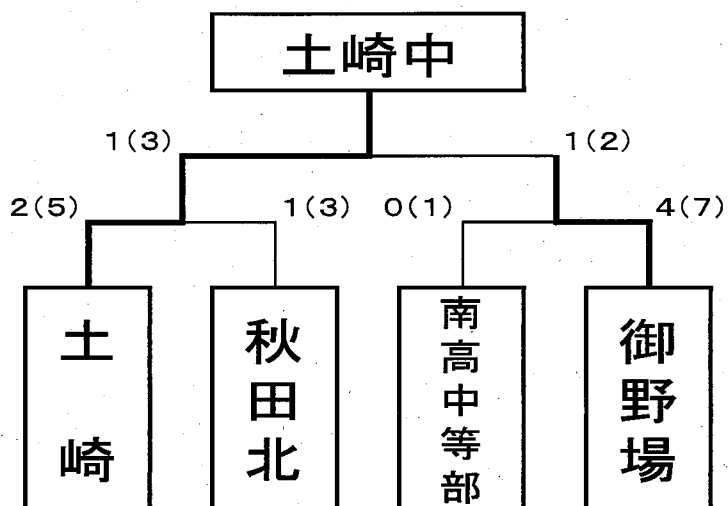 土崎中
1(3)
1(2)
2(5)
1(3)
0(1)
4(7)
土崎
秋田北
南高中等部
御野場